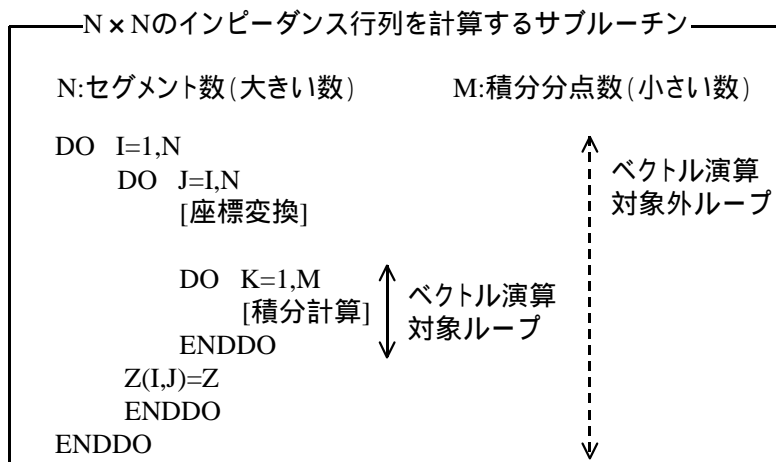 N×Nのインピーダンス行列を計算するサブルーチン
N:セグメント数(大きい数) M:積分分点数(小さい数)
DO I=1,N
DO J=I,N
[座標変換]
DO K=1,M
[積分計算]
ENDDO
Z(I,J)=Z
ENDDO
ENDDO
ベクトル演算
対象ループ
ベクトル演算
対象外ループ